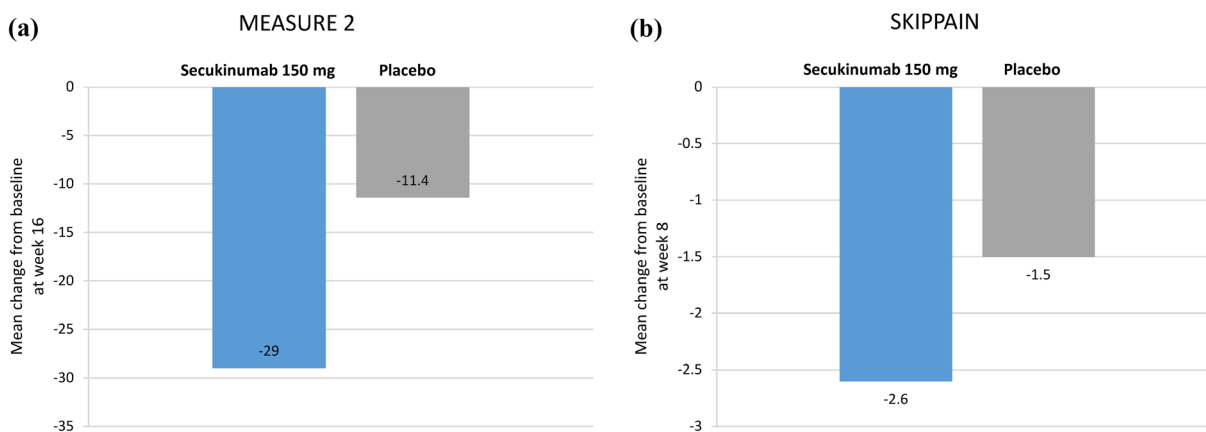 (a)
MEASURE 2
Secukinumab 150 mg
Placebo
0
-5
-10
-15
-20
-25
-30
-35
Mean change from baseline
at week 16
-29
-11.4
(b)
SKIPPAIN
Secukinumab 150 mg
Placebo
0
-0.5
-1
-1.5
-2
-2.5
-3
Mean change from baseline
at week 8
-2.6
-1.5